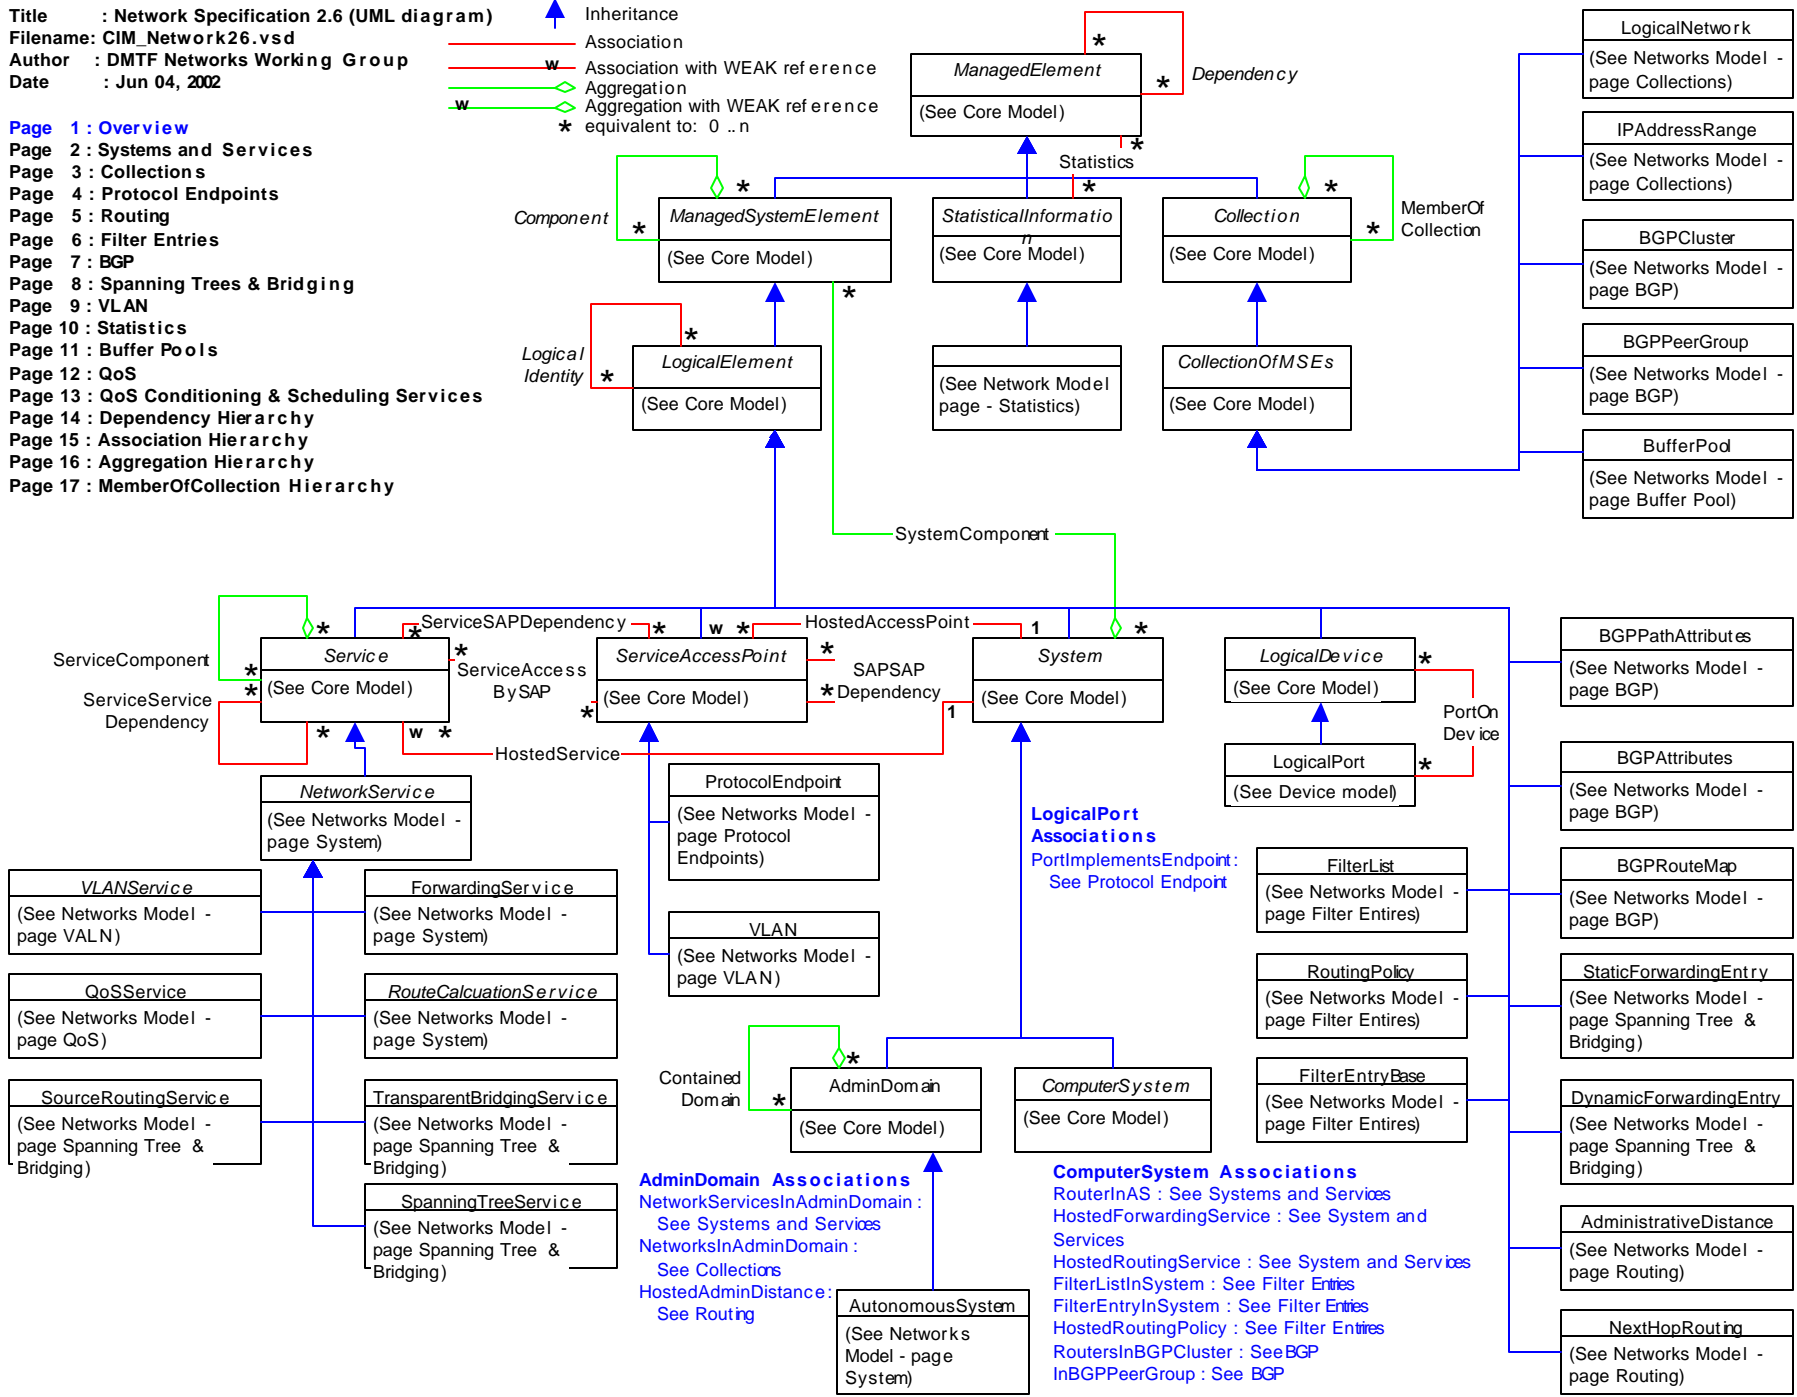 Title : Network Specification 2.6 (UML diagram)
Filename: CIM_Network26.vsd
Author : DMTF Networks Working Group
Date : Jun 04, 2002
Inheritance
Association
w
Association with WEAK reference
Aggregation
w
Aggregation with WEAK reference
* equivalent to: 0 .. n
Page 1 : Overview
Page 2 : Systems and Services
Page 3 : Collections
Page 4 : Protocol Endpoints
Page 5 : Routing
Page 6 : Filter Entries
Page 7 : BGP
Page 8 : Spanning Trees & Bridging
Page 9 : VLAN
Page 10 : Statistics
Page 11 : Buffer Pools
Page 12 : QoS
Page 13 : QoS Conditioning & Scheduling Services
Page 14 : Dependency Hierarchy
Page 15 : Association Hierarchy
Page 16 : Aggregation Hierarchy
Page 17 : MemberOfCollection Hierarchy
ManagedElement
(See Core Model)
*
*
Dependency
*
Statistics
*
Component
*
*
ManagedSystemElement
(See Core Model)
*
StatisticalInformatio
n
(See Core Model)
Collection
(See Core Model)
*
*
MemberOf
Collection
Logical
Identity
*
*
LogicalElement
(See Core Model)
(See Network Model
page - Statistics)
CollectionOfMSEs
(See Core Model)
LogicalNetwork
(See Networks Model -
page Collections)
IPAddressRange
(See Networks Model -
page Collections)
BGPCluster
(See Networks Model -
page BGP)
BGPPeerGroup
(See Networks Model -
page BGP)
BufferPool
(See Networks Model -
page Buffer Pool)
SystemComponent
*
ServiceComponent
*
*
ServiceService
Dependency
*
*
Service
(See Core Model)
*
ServiceSAPDependency
*
*
ServiceAccess
BySAP
*
w *
HostedService
1
ServiceAccessPoint
(See Core Model)
w *
HostedAccessPoint
1
*
SAPSAP
Dependency
*
System
(See Core Model)
LogicalDevice
(See Core Model)
*
PortOn
Device
*
LogicalPort
(See Device model)
NetworkService
(See Networks Model -
page System)
VLANService
(See Networks Model -
page VALN)
ForwardingService
(See Networks Model -
page System)
QoSService
(See Networks Model -
page QoS)
RouteCalcuationService
(See Networks Model -
page System)
SourceRoutingService
(See Networks Model -
page Spanning Tree &
Bridging)
TransparentBridgingService
(See Networks Model -
page Spanning Tree &
Bridging)
SpanningTreeService
(See Networks Model -
page Spanning Tree &
Bridging)
ProtocolEndpoint
(See Networks Model -
page Protocol
Endpoints)
VLAN
(See Networks Model -
page VLAN)
LogicalPort
Associations
PortImplementsEndpoint:
See Protocol Endpoint
Contained
Domain
*
*
AdminDomain
(See Core Model)
ComputerSystem
(See Core Model)
AdminDomain Associations
NetworkServicesInAdminDomain :
See Systems and Services
NetworksInAdminDomain :
See Collections
HostedAdminDistance:
See Routing
AutonomousSystem
(See Networks
Model - page
System)
ComputerSystem Associations
RouterInAS : See Systems and Services
HostedForwardingService : See System and
Services
HostedRoutingService : See System and Services
FilterListInSystem : See Filter Entries
FilterEntryInSystem : See Filter Entries
HostedRoutingPolicy : See Filter Entrires
RoutersInBGPCluster : See BGP
InBGPPeerGroup : See BGP
FilterList
(See Networks Model -
page Filter Entires)
RoutingPolicy
(See Networks Model -
page Filter Entires)
FilterEntryBase
(See Networks Model -
page Filter Entires)
BGPPathAttributes
(See Networks Model -
page BGP)
BGPAttributes
(See Networks Model -
page BGP)
BGPRouteMap
(See Networks Model -
page BGP)
StaticForwardingEntry
(See Networks Model -
page Spanning Tree &
Bridging)
DynamicForwardingEntry
(See Networks Model -
page Spanning Tree &
Bridging)
AdministrativeDistance
(See Networks Model -
page Routing)
NextHopRouting
(See Networks Model -
page Routing)